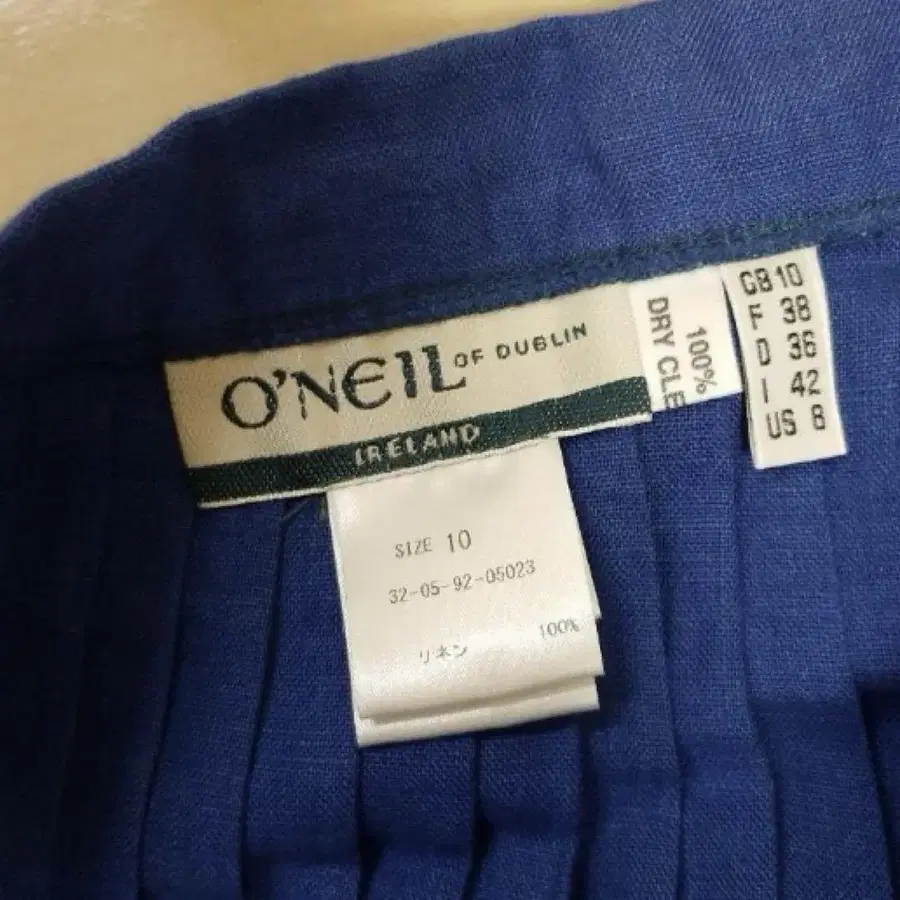 O'NEIL OF DUBLIN
IRELAND
100%
DRY CLE
GB 10
F 38
D 36
I 42
US 8
SIZE 10
32-05-92-05023
リネン 100%